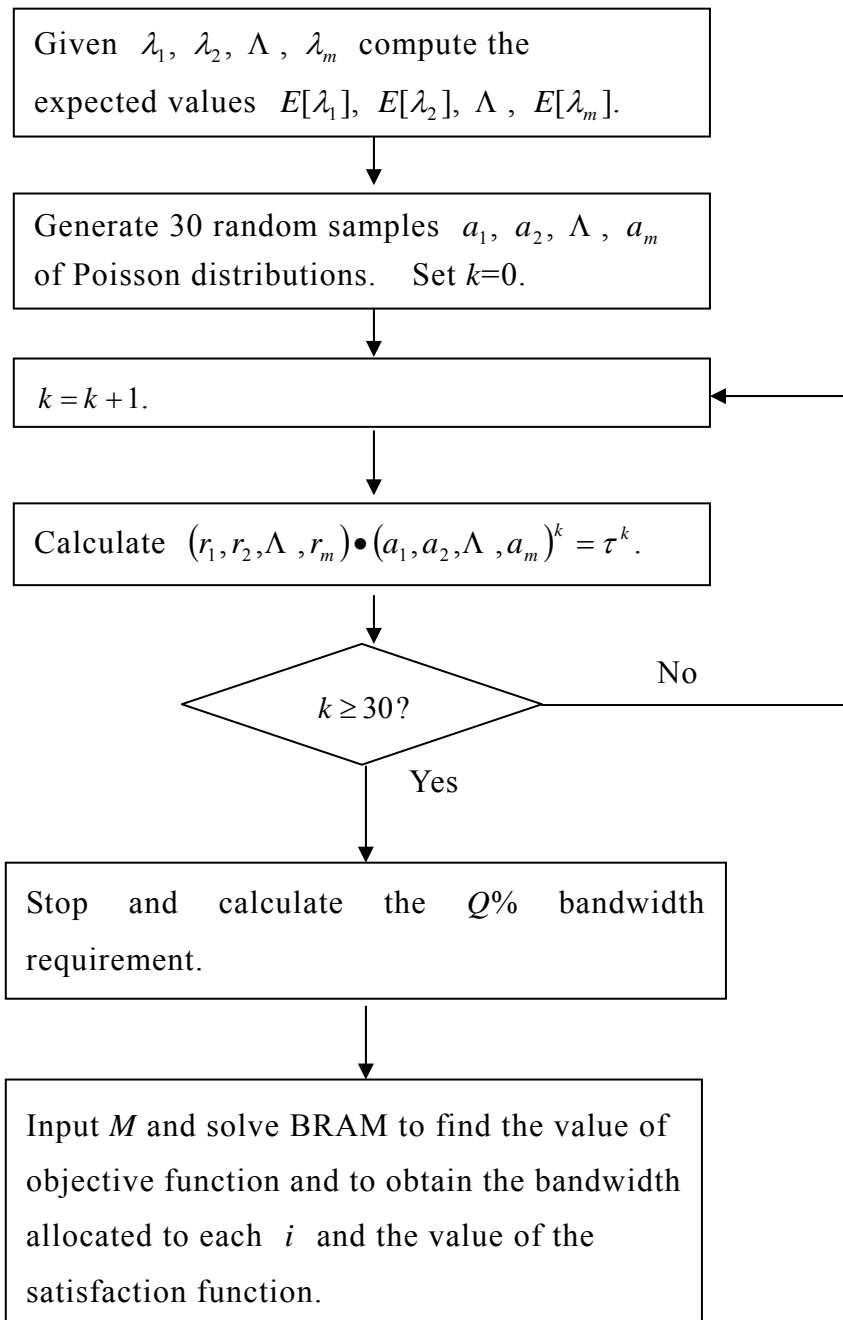 Given λ₁, λ₂, Λ , λₘ compute the
expected values E[λ₁], E[λ₂], Λ , E[λₘ].
Generate 30 random samples a₁, a₂, Λ , aₘ
of Poisson distributions. Set k=0.
k = k + 1.
Calculate (r₁, r₂, Λ , rₘ) • (a₁, a₂, Λ , aₘ)ᵏ = τᵏ.
k ≥ 30?
No
Yes
Stop and calculate the Q% bandwidth
requirement.
Input M and solve BRAM to find the value of
objective function and to obtain the bandwidth
allocated to each i and the value of the
satisfaction function.